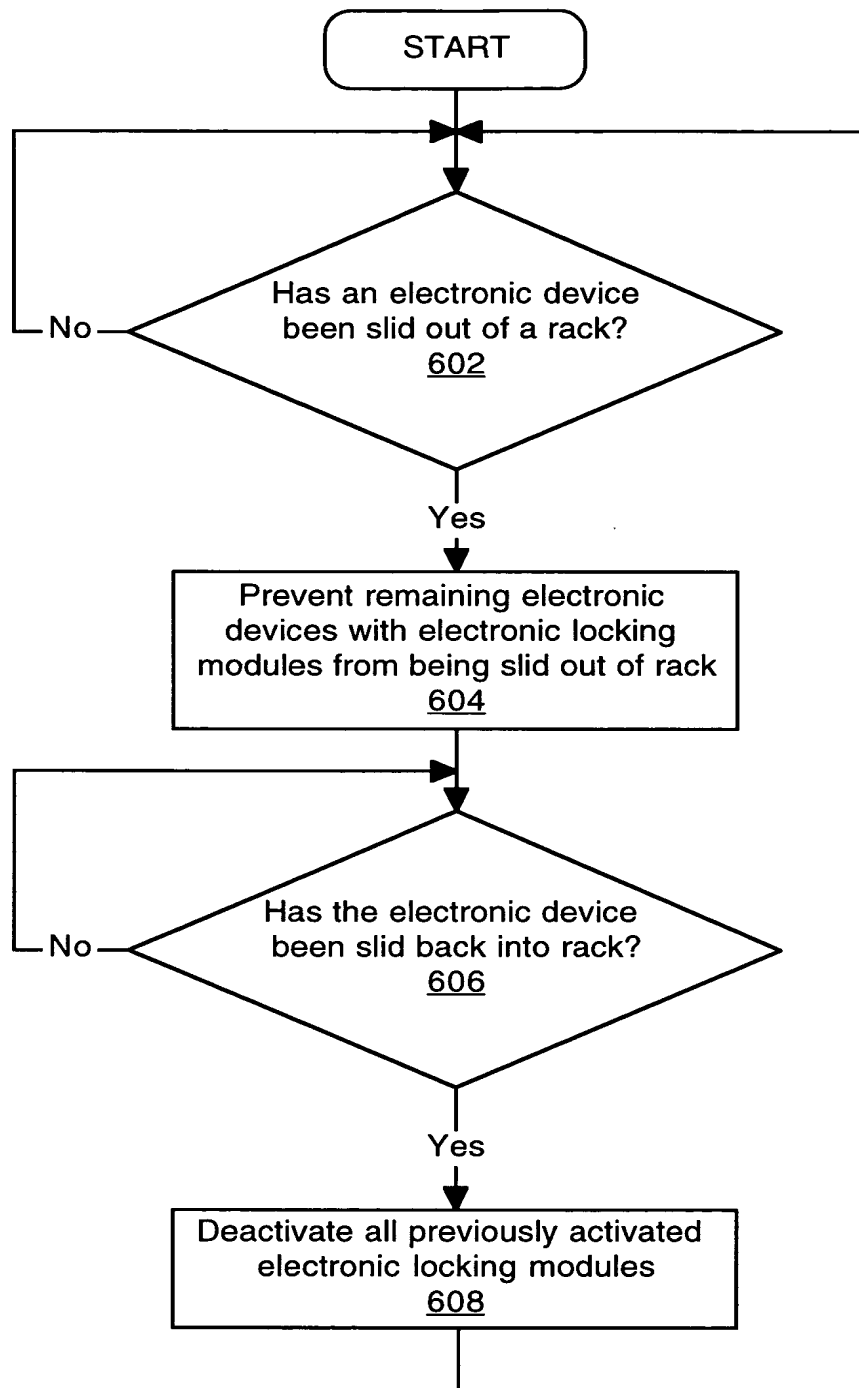 START
Has an electronic device
been slid out of a rack?
602
No
Yes
Prevent remaining electronic
devices with electronic locking
modules from being slid out of rack
604
Has the electronic device
been slid back into rack?
606
No
Yes
Deactivate all previously activated
electronic locking modules
608